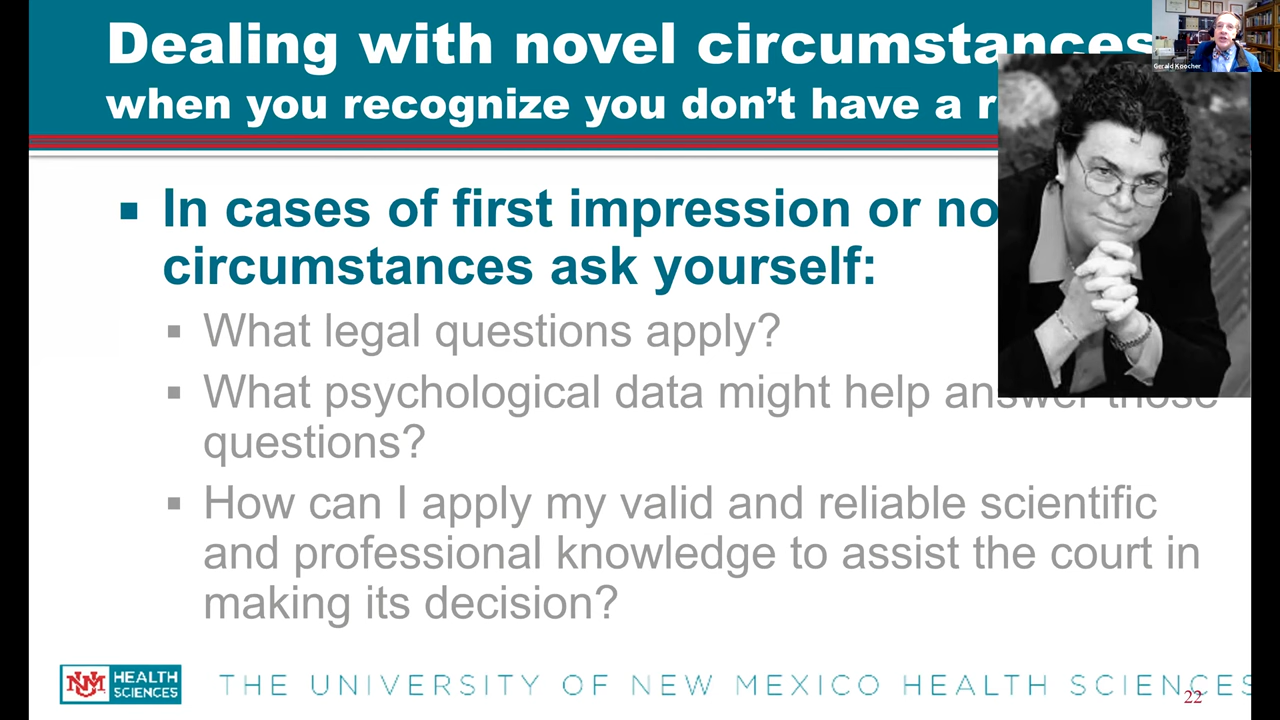 Dealing with novel circumstances
Gerald Koocher
when you recognize you don't have a
▪ In cases of first impression or
circumstances ask yourself:
▪ What legal questions apply?
▪ What psychological data might help answer those
questions?
▪ How can I apply my valid and reliable scientific
and professional knowledge to assist the court in
making its decision?
UNM HEALTH
SCIENCES
THE UNIVERSITY OF NEW MEXICO HEALTH SCIENCES
22